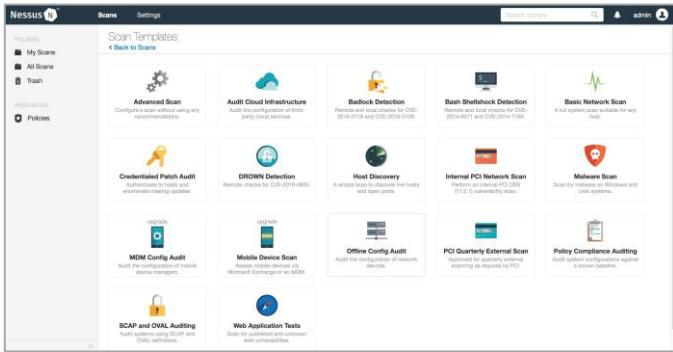 Nessus N
Scans
Settings
Search Library
admin
FOLDERS
My Scans
All Scans
Trash
RESOURCES
Policies
Scan Templates
< Back to Scans
Advanced Scan
Configure a scan without using any
recommendations.
Audit Cloud Infrastructure
Audit the configuration of third-
party cloud services.
Badlock Detection
Remote and local checks for CVE-
2016-2118 and CVE-2016-0128.
Bash Shellshock Detection
Remote and local checks for CVE-
2014-6271 and CVE-2014-7169.
Basic Network Scan
A full system scan suitable for any
host.
Credentialed Patch Audit
Authenticate to hosts and
enumerate missing updates.
DROWN Detection
Remote checks for CVE-2016-0800.
Host Discovery
A simple scan to discover live hosts
and open ports.
Internal PCI Network Scan
Perform an internal PCI DSS
(11.2.1) vulnerability scan.
Malware Scan
Scan for malware on Windows and
Unix systems.
upgrade
MDM Config Audit
Audit the configuration of mobile
device managers.
upgrade
Mobile Device Scan
Assess mobile devices via
Microsoft Exchange or an MDM.
Offline Config Audit
Audit the configuration of network
devices.
PCI Quarterly External Scan
Approved for quarterly external
scanning as required by PCI.
Policy Compliance Auditing
Audit system configurations against
a known baseline.
SCAP and OVAL Auditing
Audit systems using SCAP and
OVAL definitions.
Web Application Tests
Scan for published and unknown
web vulnerabilities.